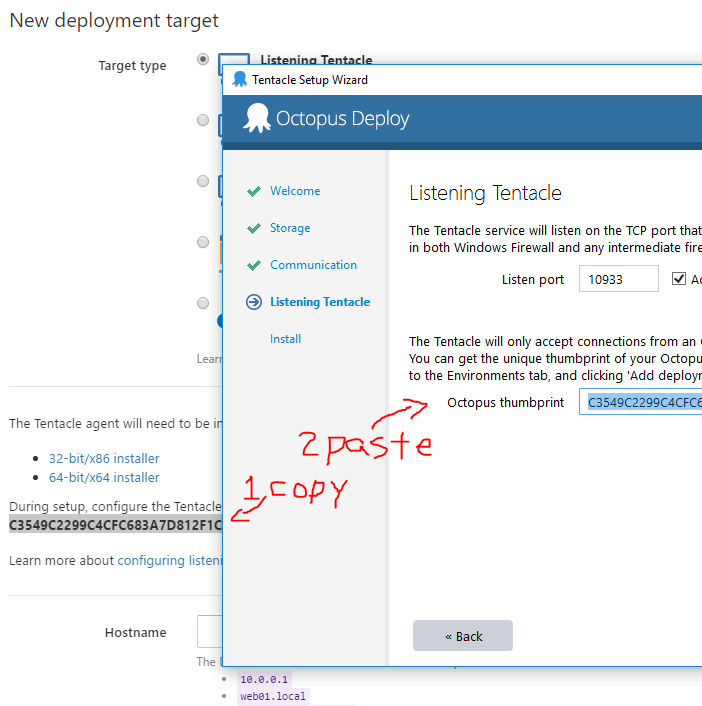 New deployment target
Target type
Listening Tentacle
Tentacle Setup Wizard
Octopus Deploy
Welcome
Storage
Communication
Listening Tentacle
Install
Listening Tentacle
The Tentacle service will listen on the TCP port that
in both Windows Firewall and any intermediate fire
Listen port 10933
The Tentacle will only accept connections from an
You can get the unique thumbprint of your Octopu
to the Environments tab, and clicking 'Add deployr
Octopus thumbprint C3549C2299C4CFC6
2 paste
1 copy
« Back
Learn
The Tentacle agent will need to be in
32-bit/x86 installer
64-bit/x64 installer
During setup, configure the Tentacle
C3549C2299C4CFC683A7D812F1C
Learn more about configuring listeni
Hostname
The
10.0.0.1
web01.local